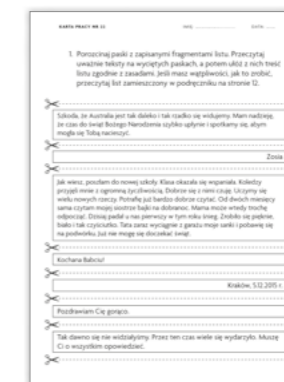 KARTA PRACY NR 23 IMIĘ DATA
1. Porozcinaj paski z zapisanymi fragmentami listu. Przeczytaj
uważnie teksty na wyciętych paskach, a potem ułóż z nich treść
listu zgodnie z zasadami. Jeśli masz wątpliwości, jak to zrobić,
przeczytaj list zamieszczony w podręczniku na stronie 12.
Szkoda, że Australia jest tak daleko i tak rzadko się widujemy. Mam nadzieję,
że czas do świąt Bożego Narodzenia szybko upłynie i spotkamy się, abym
mogła się Tobą nacieszyć.
Zosia
Jak wiesz, poszłam do nowej szkoły. Klasa okazała się wspaniała. Koledzy
przyjęli mnie z ogromną życzliwością. Dobrze się z nimi czuję. Uczymy się
wielu nowych rzeczy. Potrafię już bardzo dobrze czytać. Od dwóch miesięcy
sama czytam mojej siostrze bajki na dobranoc. Mama może wtedy trochę
odpocząć. Dzisiaj padał u nas pierwszy w tym roku śnieg. Zrobiło się pięknie,
biało i tak czyściutko. Tata zaraz wyciągnie z garażu moje sanki i pobawię się
na podwórku. Już nie mogę się doczekać świąt.
Kochana Babciu!
Kraków, 5.12.2015 r.
Pozdrawiam Cię gorąco.
Tak dawno się nie widziałyśmy. Przez ten czas wiele się wydarzyło. Muszę
Ci o wszystkim opowiedzieć.